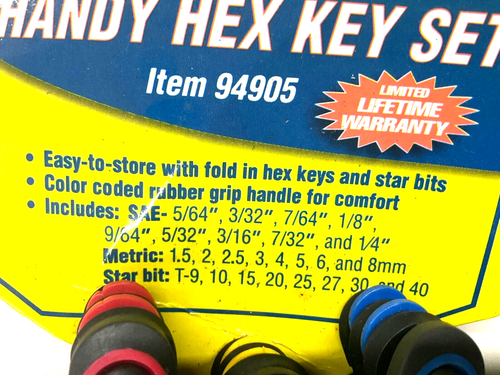 HANDY HEX KEY SET
Item 94905
LIMITED
LIFETIME
WARRANTY
• Easy-to-store with fold in hex keys and star bits
• Color coded rubber grip handle for comfort
• Includes: SAE- 5/64", 3/32", 7/64", 1/8",
9/64", 5/32", 3/16", 7/32", and 1/4"
Metric: 1.5, 2, 2.5, 3, 4, 5, 6, and 8mm
Star bit: T-9, 10, 15, 20, 25, 27, 30, and 40